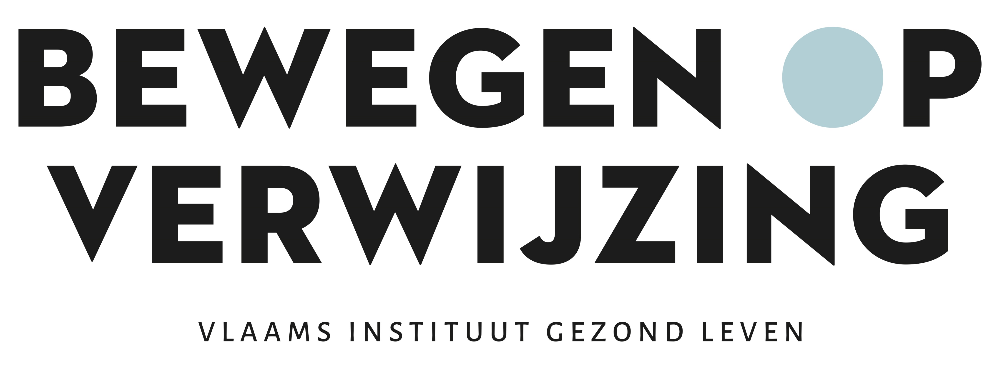 BEWEGEN OP
VERWIJZING
VLAAMS INSTITUUT GEZOND LEVEN